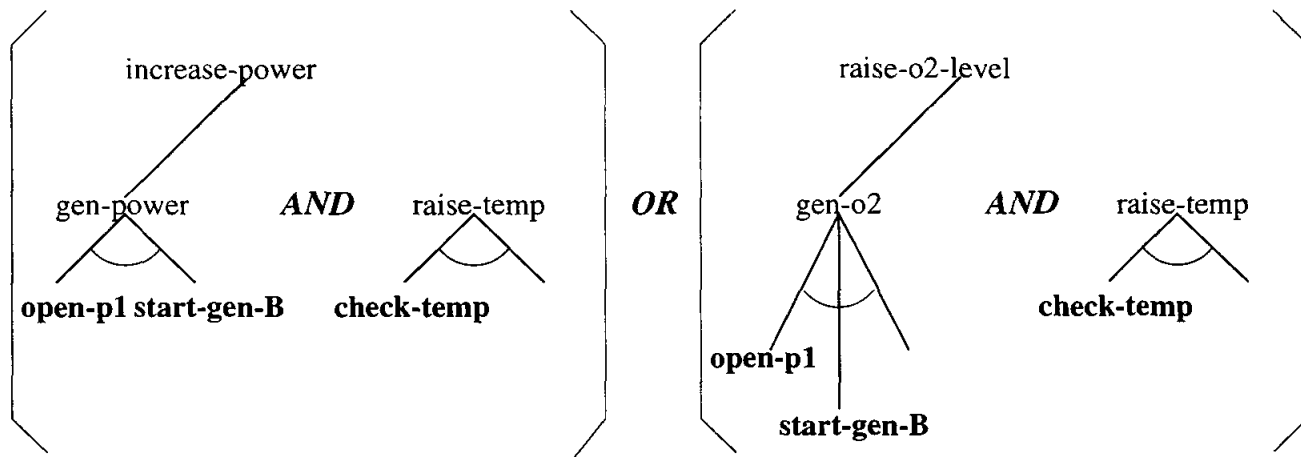 increase-power raise-o2-level
gen-power AND raise-temp OR gen-o2 AND raise-temp
open-p1 start-gen-B check-temp check-temp
open-p1
start-gen-B